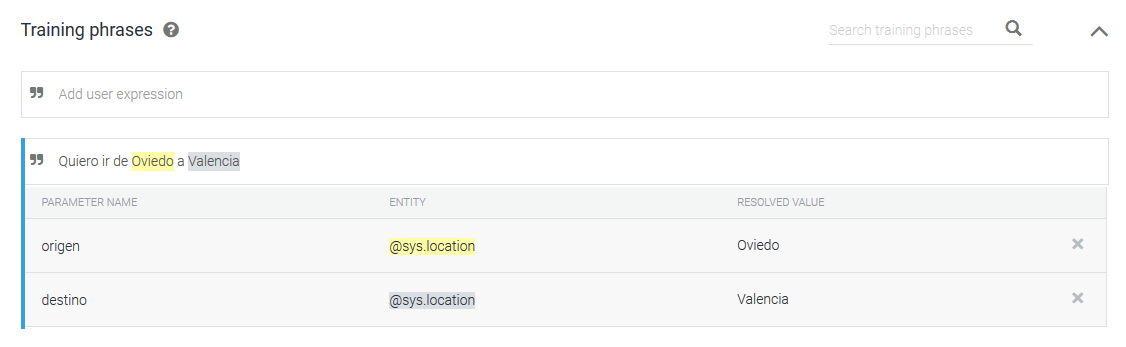 Training phrases ?
Search training phrases
Add user expression
Quiero ir de Oviedo a Valencia
PARAMETER NAME ENTITY RESOLVED VALUE
origen @sys.location Oviedo
destino @sys.location Valencia